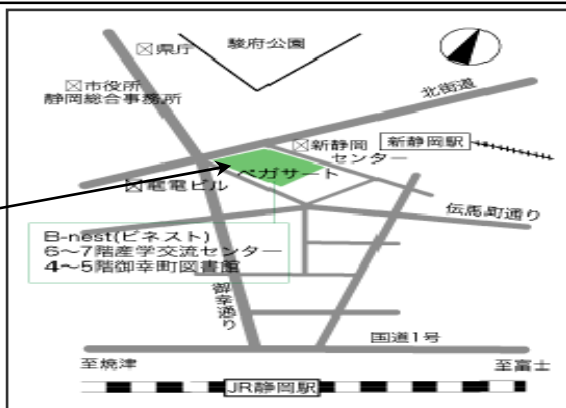 県庁
駿府公園
市役所
静岡総合事務所
北街道
新静岡
センター
新静岡駅
ペガサート
電電ビル
伝馬町通り
B-nest(ビネスト)
6～7階産学交流センター
4～5階御幸町図書館
御幸通り
国道1号
至焼津
至富士
JR静岡駅